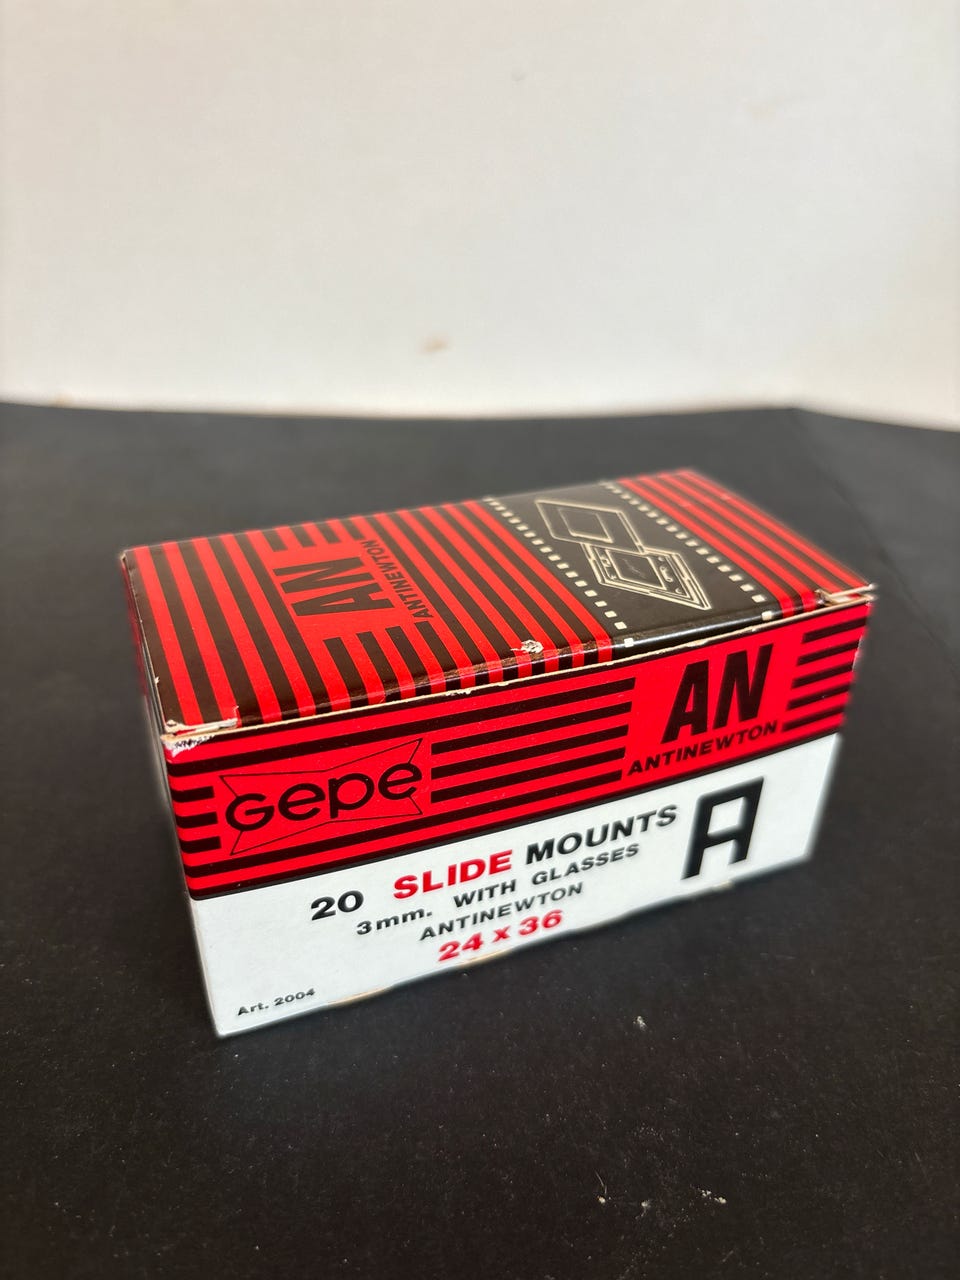 AN
ANTINEWTON
Gepe
AN
ANTINEWTON
20 SLIDE MOUNTS
3mm. WITH GLASSES
ANTINEWTON
24 x 36
A
Art. 2004